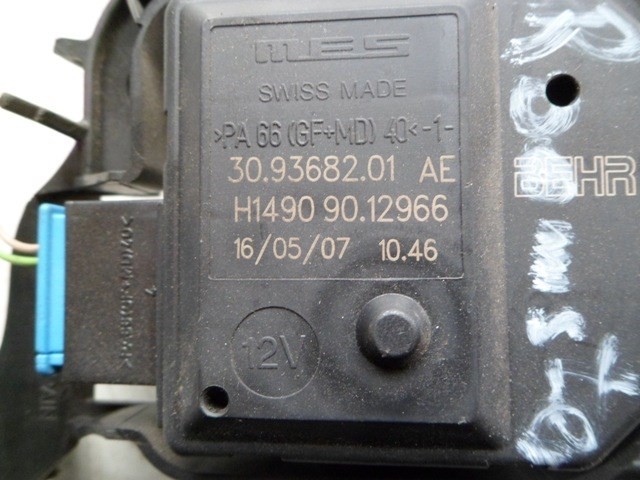 MES
SWISS MADE
>PA 66 (GF+MD) 40<-1-
30.93682.01 AE
H1490 90.12966
16/05/07 10.46
12V
BEHR
4